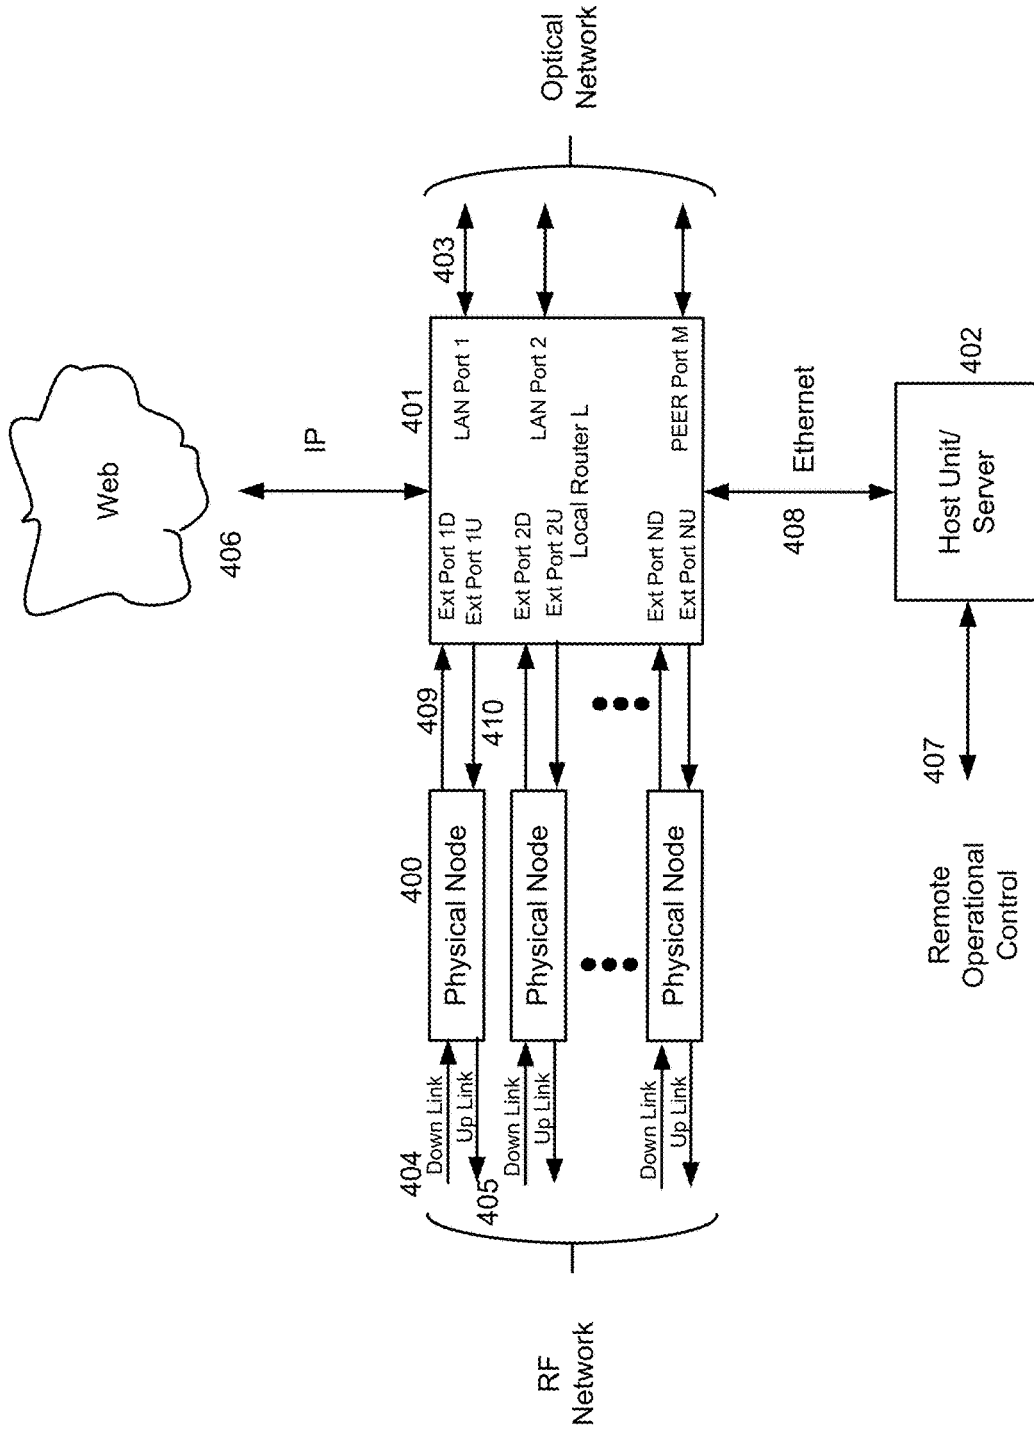 Web
406
IP
Optical
Network
403
401
LAN Port 1
LAN Port 2
PEER Port M
Ext Port 1D
Ext Port 1U
Ext Port 2D
Ext Port 2U
Local Router L
Ext Port ND
Ext Port NU
409
410
400
Physical Node
Physical Node
Physical Node
404
Down Link
Up Link
405
Down Link
Up Link
Down Link
Up Link
RF
Network
Ethernet
408
402
Host Unit/
Server
407
Remote
Operational
Control